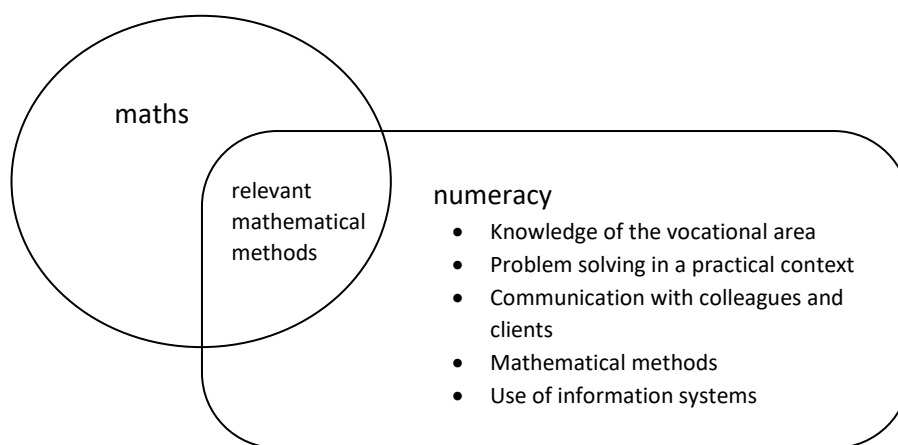 maths
relevant
mathematical
methods
numeracy
• Knowledge of the vocational area
• Problem solving in a practical context
• Communication with colleagues and
clients
• Mathematical methods
• Use of information systems